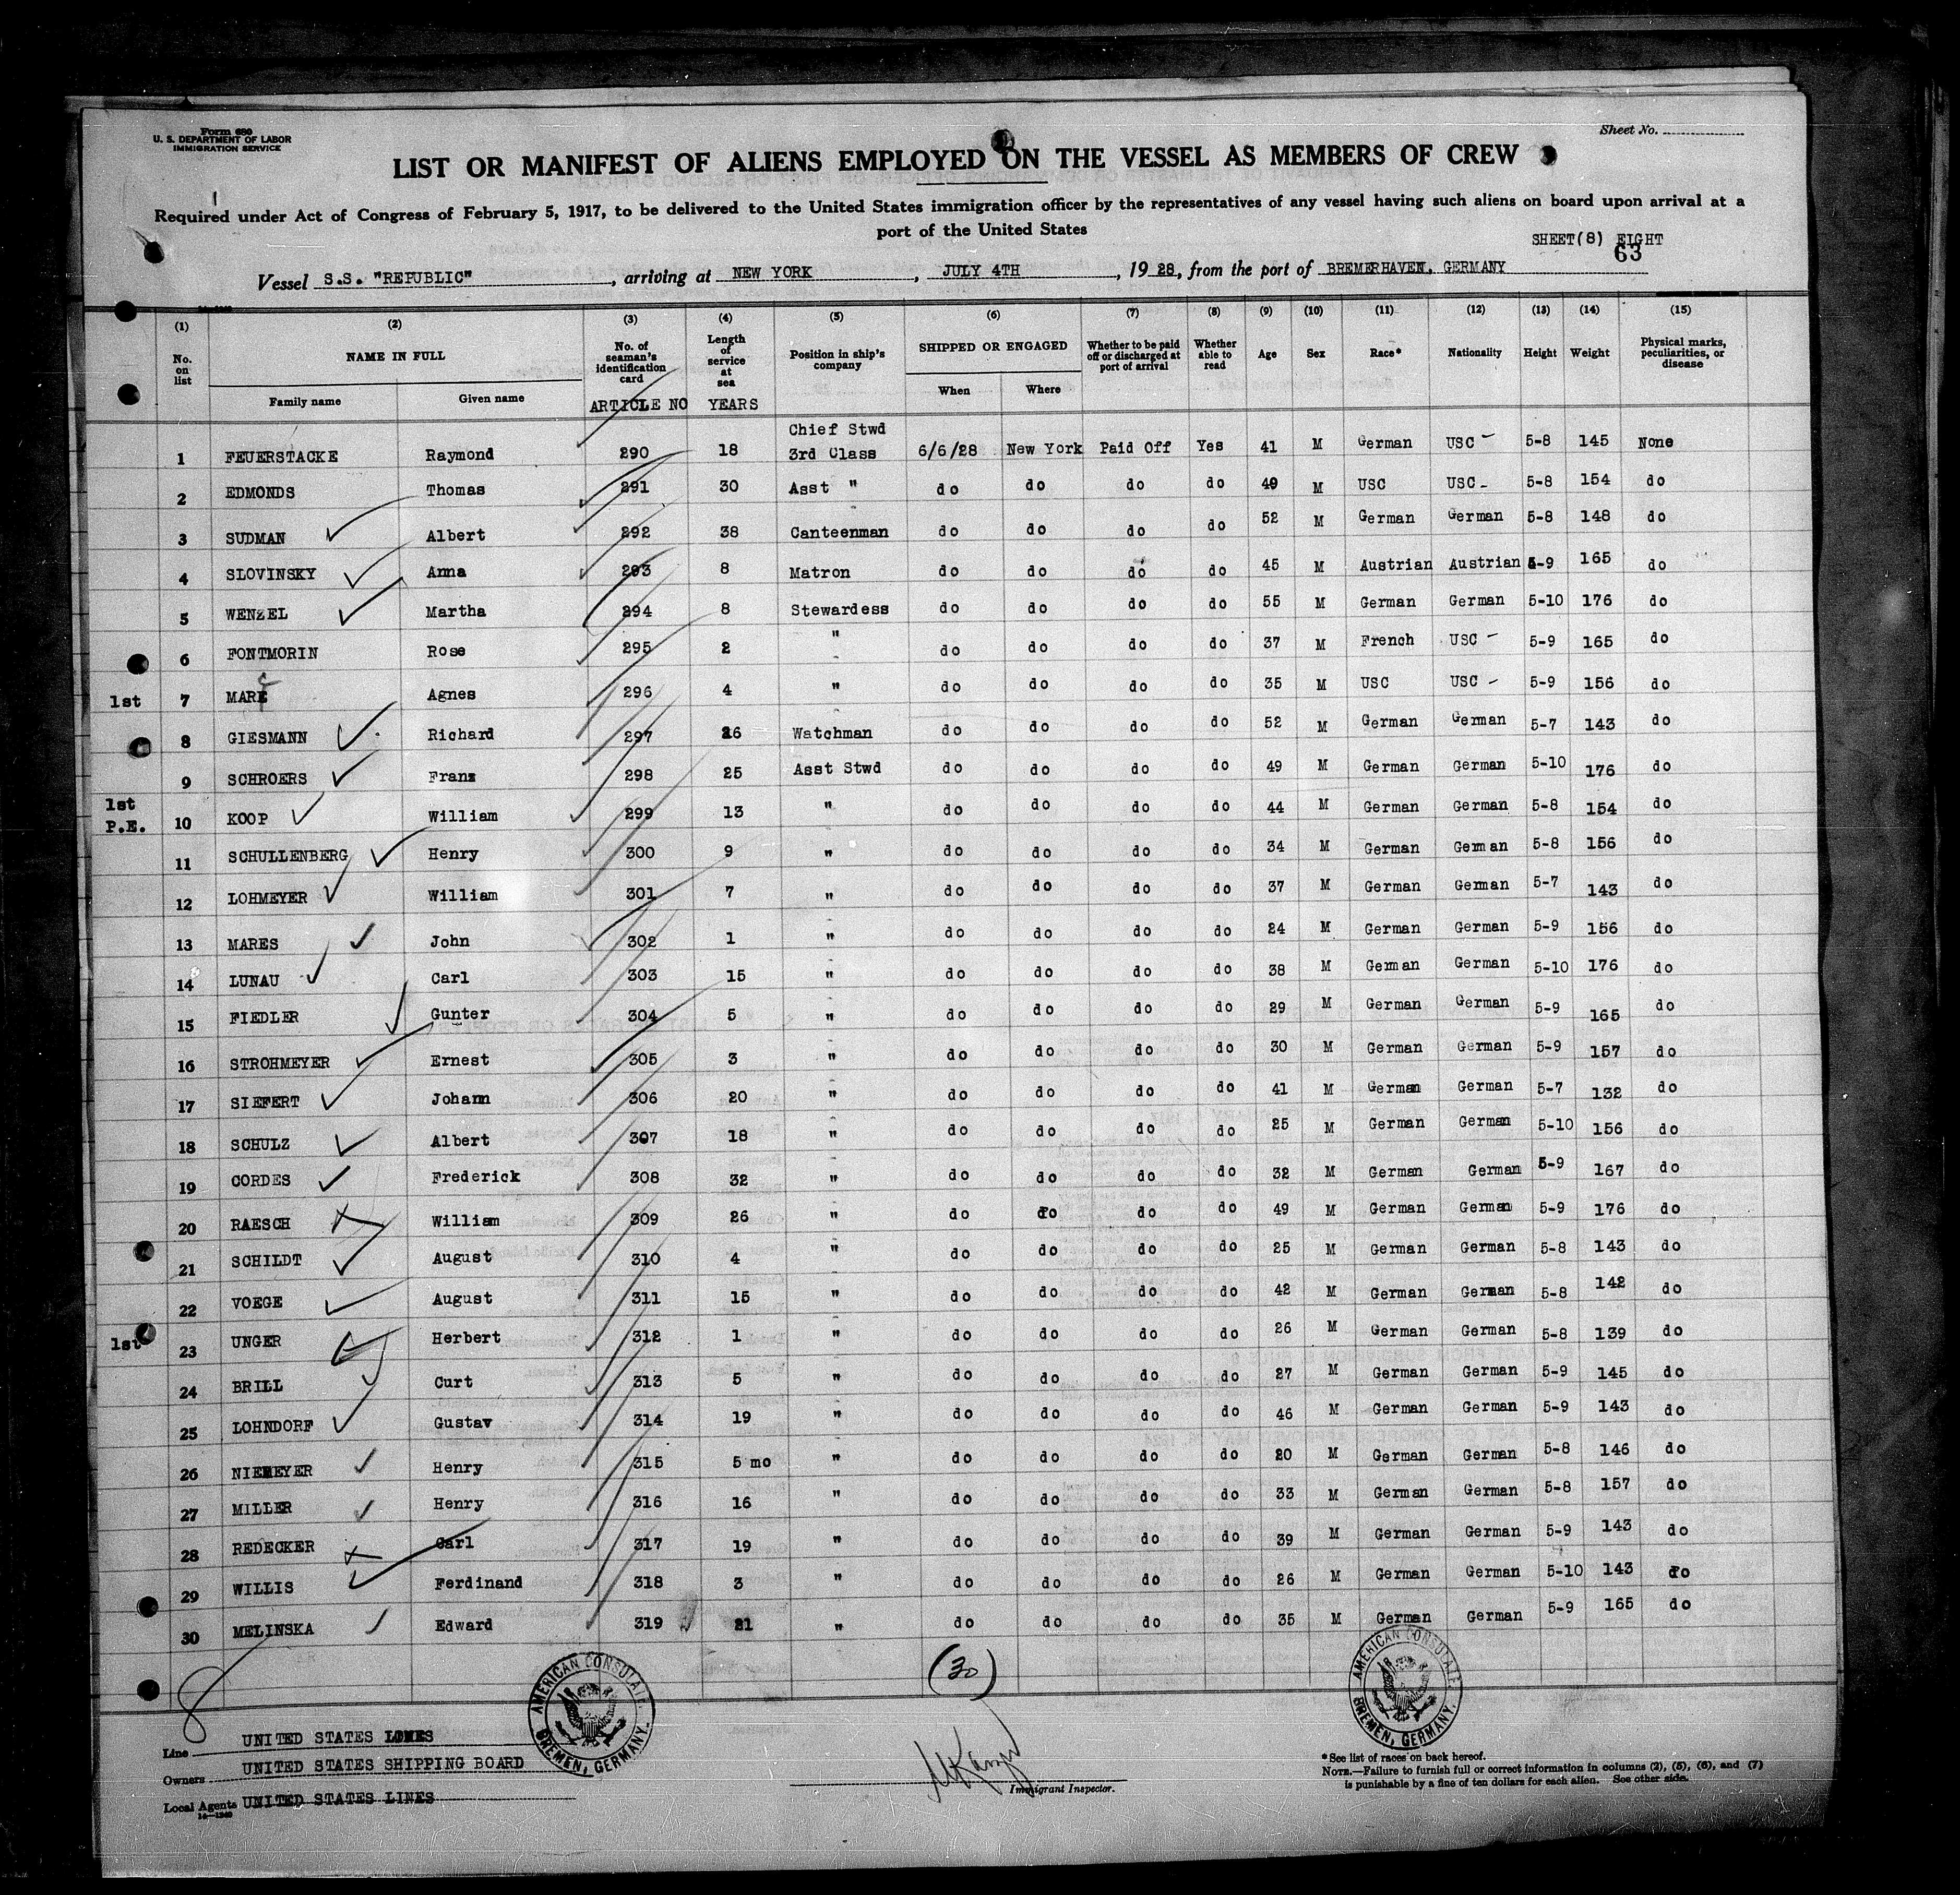 Form 680
U. S. DEPARTMENT OF LABOR
IMMIGRATION SERVICE
Sheet No.
LIST OR MANIFEST OF ALIENS EMPLOYED ON THE VESSEL AS MEMBERS OF CREW
Required under Act of Congress of February 5, 1917, to be delivered to the United States immigration officer by the representatives of any vessel having such aliens on board upon arrival at a
port of the United States
SHEET(8) EIGHT
63
Vessel S.S. "REPUBLIC", arriving at NEW YORK, JULY 4TH, 1928, from the port of BREMERHAVEN, GERMANY
(1) (2) (3) (4) (5) (6) (7) (8) (9) (10) (11) (12) (13) (14) (15)
No. on list NAME IN FULL Family name Given name No. of seaman's identification card ARTICLE NO Length of service at sea YEARS Position in ship's company SHIPPED OR ENGAGED When Where Whether to be paid off or discharged at port of arrival Whether able to read Age Sex Race* Nationality Height Weight Physical marks, peculiarities, or disease
1 FEUERSTACKE Raymond 290 18 Chief Stwd 3rd Class 6/6/28 New York Paid Off Yes 41 M German USC 5-8 145 None
2 EDMONDS Thomas 291 30 Asst " do do do do 49 M USC USC 5-8 154 do
3 SUDMAN Albert 292 38 Canteenman do do do do 52 M German German 5-8 148 do
4 SLOVINSKY Anna 293 8 Matron do do do do 45 M Austrian Austrian 5-9 165 do
5 WENZEL Martha 294 8 Stewardess do do do do 55 M German German 5-10 176 do
6 FONTMORIN Rose 295 2 " do do do do 37 M French USC 5-9 165 do
1st 7 MARE Agnes 296 4 " do do do do 35 M USC USC 5-9 156 do
8 GIESMANN Richard 297 26 Watchman do do do do 52 M German German 5-7 143 do
9 SCHROERS Franz 298 25 Asst Stwd do do do do 49 M German German 5-10 176 do
1st P.E. 10 KOOP William 299 13 " do do do do 44 M German German 5-8 154 do
11 SCHULLENBERG Henry 300 9 " do do do do 34 M German German 5-8 156 do
12 LOHMEYER William 301 7 " do do do do 37 M German German 5-7 143 do
13 MARES John 302 1 " do do do do 24 M German German 5-9 156 do
14 LUNAU Carl 303 15 " do do do do 38 M German German 5-10 176 do
15 FIEDLER Gunter 304 5 " do do do do 29 M German German 5-9 165 do
16 STROHMEYER Ernest 305 3 " do do do do 30 M German German 5-9 157 do
17 SIEFERT Johann 306 20 " do do do do 41 M German German 5-7 132 do
18 SCHULZ Albert 307 18 " do do do do 25 M German German 5-10 156 do
19 CORDES Frederick 308 32 " do do do do 32 M German German 5-9 167 do
20 RAESCH William 309 26 " do do do do 49 M German German 5-9 176 do
21 SCHILDT August 310 4 " do do do do 25 M German German 5-8 143 do
22 VOEGE August 311 15 " do do do do 42 M German German 5-8 142 do
1st 23 UNGER Herbert 312 1 " do do do do 26 M German German 5-8 139 do
24 BRILL Curt 313 5 " do do do do 27 M German German 5-9 145 do
25 LOHNDORF Gustav 314 19 " do do do do 46 M German German 5-9 143 do
26 NIEMEYER Henry 315 5 mo " do do do do 20 M German German 5-8 146 do
27 MILLER Henry 316 16 " do do do do 33 M German German 5-8 157 do
28 REDECKER Carl 317 19 " do do do do 39 M German German 5-9 143 do
29 WILLIS Ferdinand 318 3 " do do do do 26 M German German 5-10 143 do
30 MELINSKA Edward 319 21 " do do do do 35 M German German 5-9 165 do
8
(30)
AMERICAN CONSULATE. BREMEN, GERMANY.
AMERICAN CONSULATE. BREMEN, GERMANY.
Line UNITED STATES LINES
Owners UNITED STATES SHIPPING BOARD
Local Agents UNITED STATES LINES
Immigrant Inspector.
* See list of races on back hereof.
NOTE.—Failure to furnish full or correct information in columns (2), (5), (6), and (7)
is punishable by a fine of ten dollars for each alien. See other side.